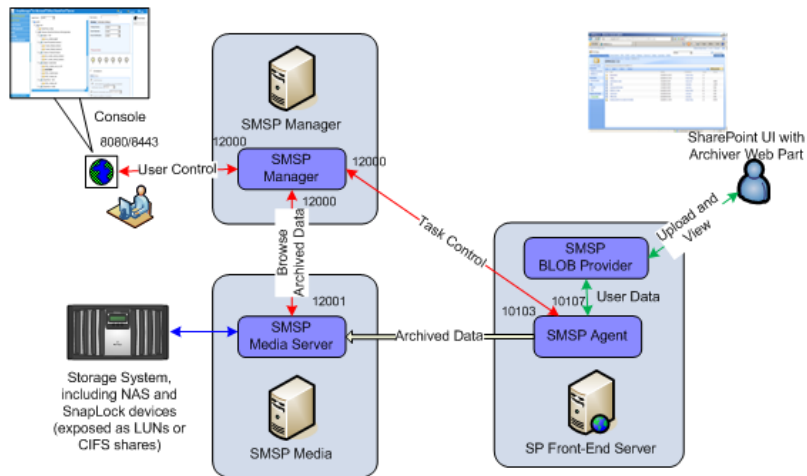 Console
8080/8443
User Control
12000
SMSP Manager
SMSP
Manager
12000
12000
Browse
Archived Data
Task Control
12001
SMSP
Media Server
SMSP Media
Storage System,
including NAS and
SnapLock devices
(exposed as LUNs or
CIFS shares)
Archived Data
SharePoint UI with
Archiver Web Part
Upload and
View
SMSP
BLOB Provider
10107
User Data
10103
SMSP Agent
SP Front-End Server